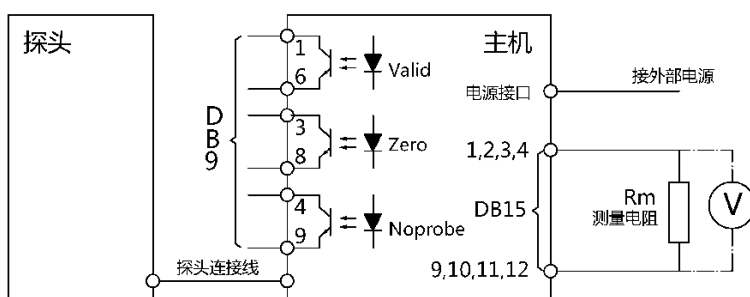 探头
主机
1
6
Valid
3
8
Zero
4
9
Noprobe
D
B
9
探头连接线
电源接口
接外部电源
1,2,3,4
DB15
9,10,11,12
Rm
测量电阻
V